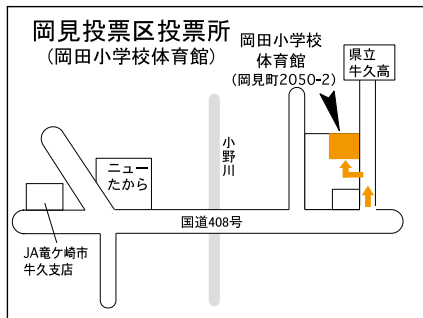 岡見投票区投票所
(岡田小学校体育館)
岡田小学校
体育館
(岡見町2050-2)
県立
牛久高
小野川
ニュー
たから
国道408号
JA竜ケ崎市
牛久支店